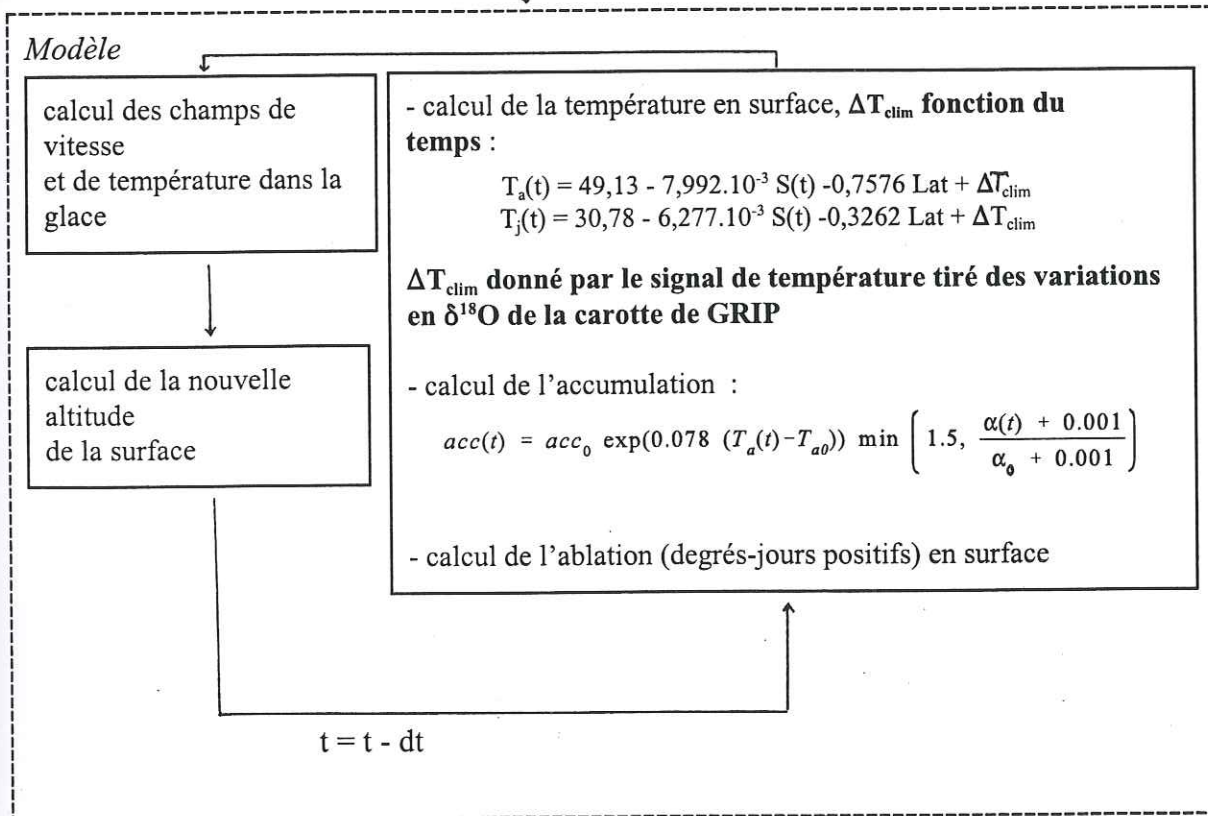 Modèle
calcul des champs de
vitesse
et de température dans la
glace
calcul de la nouvelle
altitude
de la surface
- calcul de la température en surface, ΔT_clim fonction du
temps :
T_a(t) = 49,13 - 7,992.10⁻³ S(t) -0,7576 Lat + ΔT_clim
T_j(t) = 30,78 - 6,277.10⁻³ S(t) -0,3262 Lat + ΔT_clim
ΔT_clim donné par le signal de température tiré des variations
en δ¹⁸O de la carotte de GRIP
- calcul de l'accumulation :
acc(t) = acc_0 exp(0.078 (T_a(t)-T_a0)) min ( 1.5, (α(t) + 0.001) / (α_0 + 0.001) )
- calcul de l'ablation (degrés-jours positifs) en surface
t = t - dt